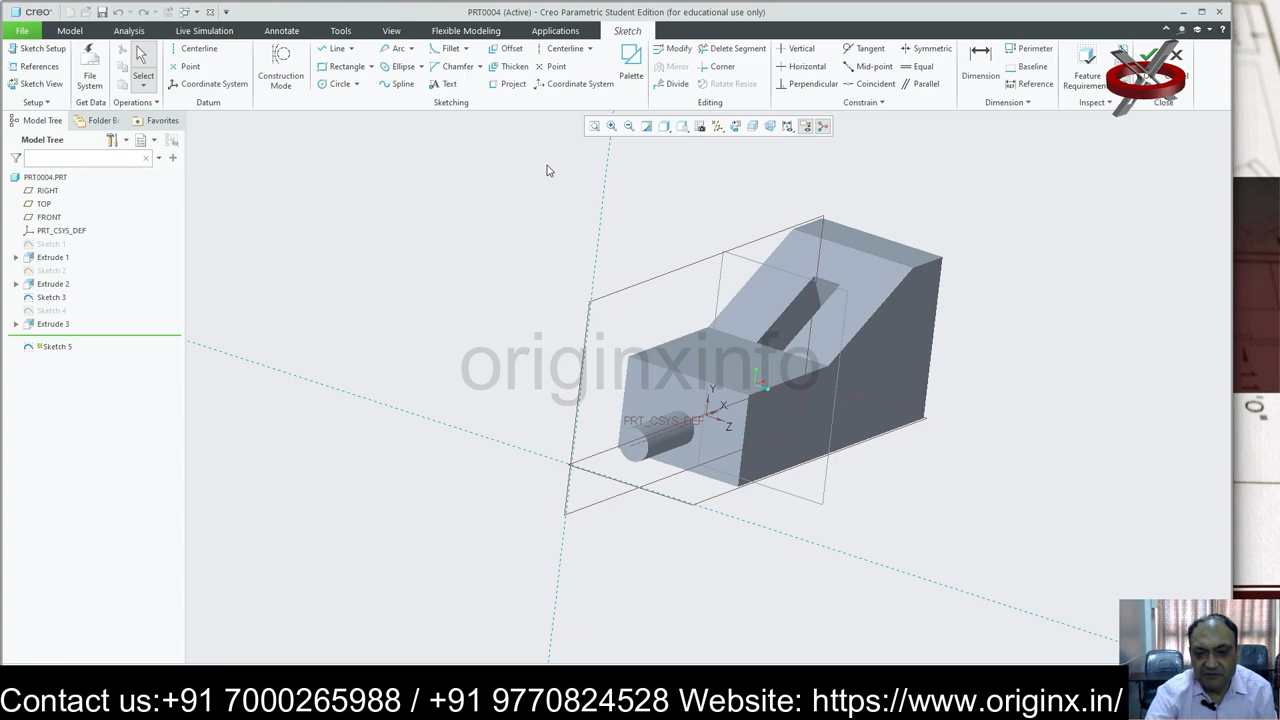 creo
PRT0004 (Active) - Creo Parametric Student Edition (for educational use only)
File Model Analysis Live Simulation Annotate Tools View Flexible Modeling Applications Sketch
Sketch Setup
References
Sketch View
Setup
File System
Get Data
Select
Operations
Centerline
Point
Coordinate System
Datum
Construction Mode
Line Arc Fillet Offset Centerline
Rectangle Ellipse Chamfer Thicken Point
Circle Spline Text Project Coordinate System
Palette
Sketching
Modify Delete Segment
Mirror Corner
Divide Rotate Resize
Editing
Vertical Tangent Symmetric
Horizontal Mid-point Equal
Perpendicular Coincident Parallel
Constrain
Dimension
Perimeter
Baseline
Reference
Dimension
Feature
Inspect
Close
Model Tree Folder B: Favorites
Model Tree
PRT0004.PRT
RIGHT
TOP
FRONT
PRT_CSYS_DEF
Sketch 1
Extrude 1
Sketch 2
Extrude 2
Sketch 3
Sketch 4
Extrude 3
Sketch 5
originxinfo
Y
X
PRT_CSYS_DEF
Z
Contact us:+91 7000265988 / +91 9770824528 Website: https://www.originx.in/